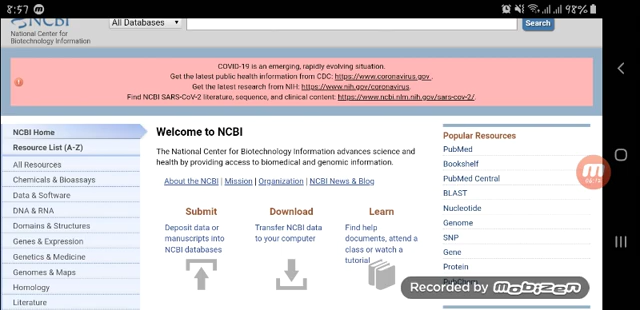 8:57
98%
NCBI
All Databases
Search
National Center for
Biotechnology Information
COVID-19 is an emerging, rapidly evolving situation.
Get the latest public health information from CDC: https://www.coronavirus.gov .
Get the latest research from NIH: https://www.nih.gov/coronavirus.
Find NCBI SARS-CoV-2 literature, sequence, and clinical content: https://www.ncbi.nlm.nih.gov/sars-cov-2/.
NCBI Home
Resource List (A-Z)
All Resources
Chemicals & Bioassays
Data & Software
DNA & RNA
Domains & Structures
Genes & Expression
Genetics & Medicine
Genomes & Maps
Homology
Literature
Welcome to NCBI
The National Center for Biotechnology Information advances science and
health by providing access to biomedical and genomic information.
About the NCBI | Mission | Organization | NCBI News & Blog
Submit
Deposit data or
manuscripts into
NCBI databases
Download
Transfer NCBI data
to your computer
Learn
Find help
documents, attend a
class or watch a
tutorial
Popular Resources
PubMed
Bookshelf
PubMed Central
BLAST
Nucleotide
Genome
SNP
Gene
Protein
PubChem
Recorded by mobizen